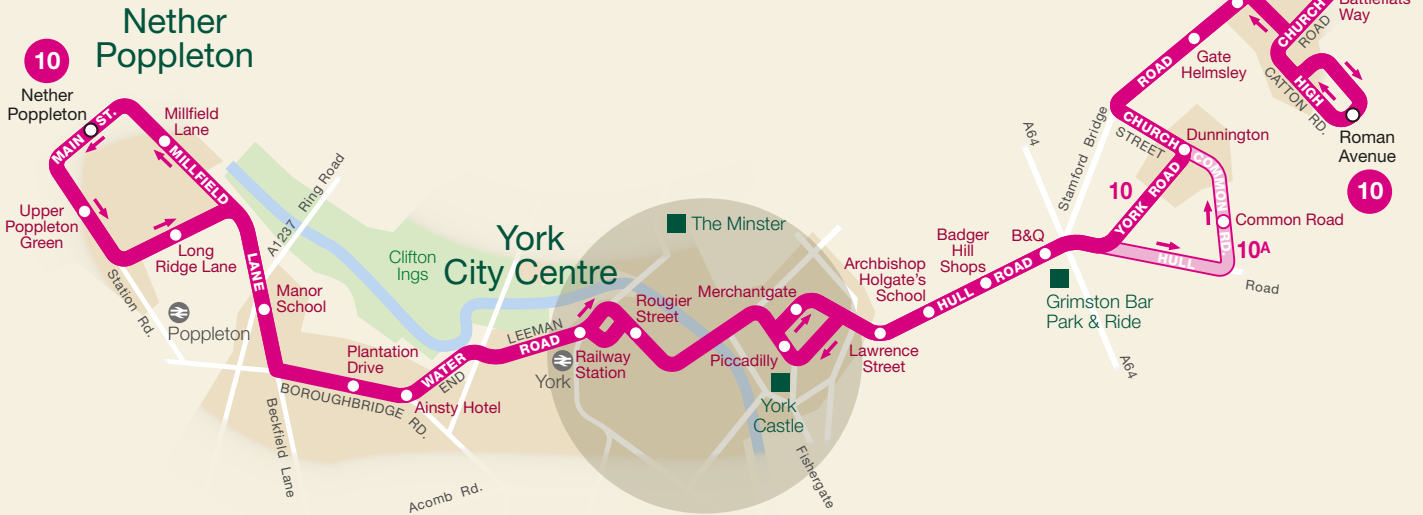 Nether
Poppleton
10
Nether
Poppleton
MAIN ST.
Millfield
Lane
MILLFIELD
LANE
Upper
Poppleton
Green
Long
Ridge Lane
Station Rd.
Poppleton
A1237 Ring Road
Manor
School
Clifton
Ings
Plantation
Drive
BOROUGHBRIDGE RD.
Beckfield Lane
Ainsty Hotel
WATER
END
Acomb Rd.
York
City Centre
LEEMAN
ROAD
Railway
Station
York
Rougier
Street
The Minster
Merchantgate
Piccadilly
York
Castle
Fishergate
Lawrence
Street
Archbishop
Holgate's
School
Badger
Hill
Shops
B&Q
HULL ROAD
Grimston Bar
Park & Ride
A64
A64
Stamford Bridge
10
YORK ROAD
HULL
Road
10A
Common Road
COMMON RD
Dunnington
CHURCH
STREET
ROAD
Gate
Helmsley
CHURCH
ROAD
Way
CATTON RD.
HIGH
Roman
Avenue
10